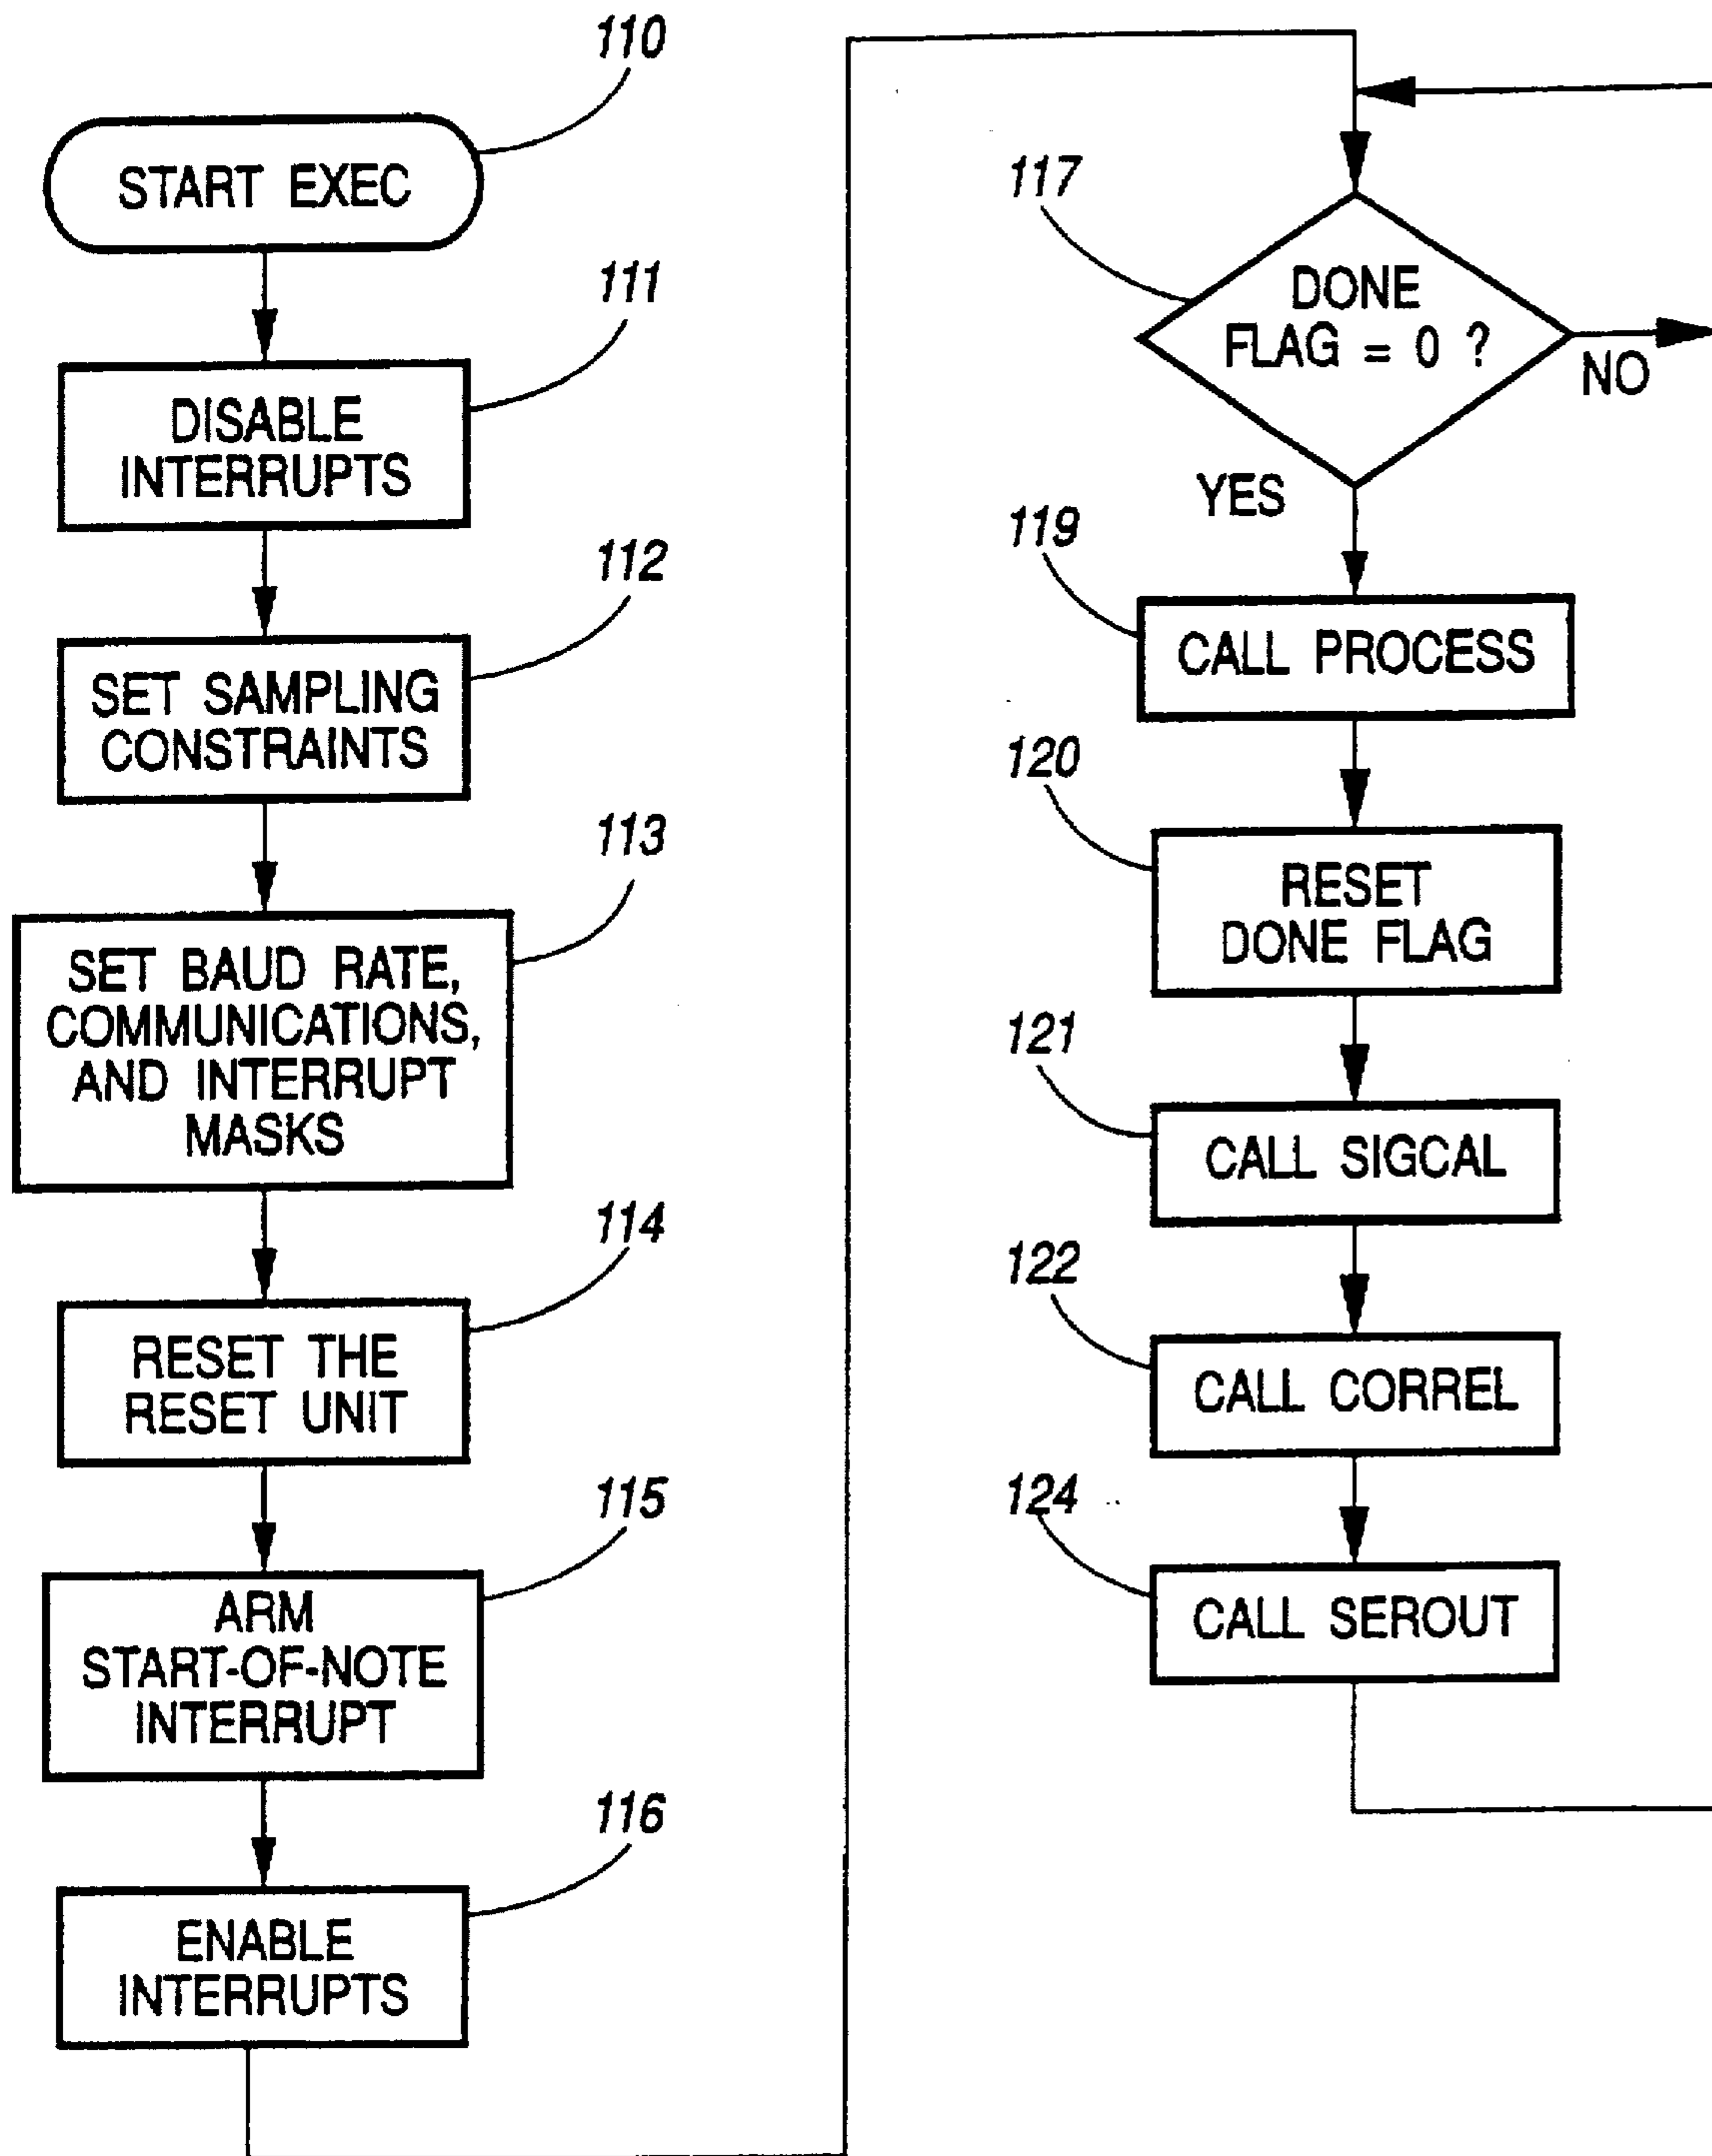 110
START EXEC
111
DISABLE
INTERRUPTS
112
SET SAMPLING
CONSTRAINTS
113
SET BAUD RATE,
COMMUNICATIONS,
AND INTERRUPT
MASKS
114
RESET THE
RESET UNIT
115
ARM
START-OF-NOTE
INTERRUPT
116
ENABLE
INTERRUPTS
117
DONE
FLAG = 0 ?
NO
YES
119
CALL PROCESS
120
RESET
DONE FLAG
121
CALL SIGCAL
122
CALL CORREL
124
CALL SEROUT